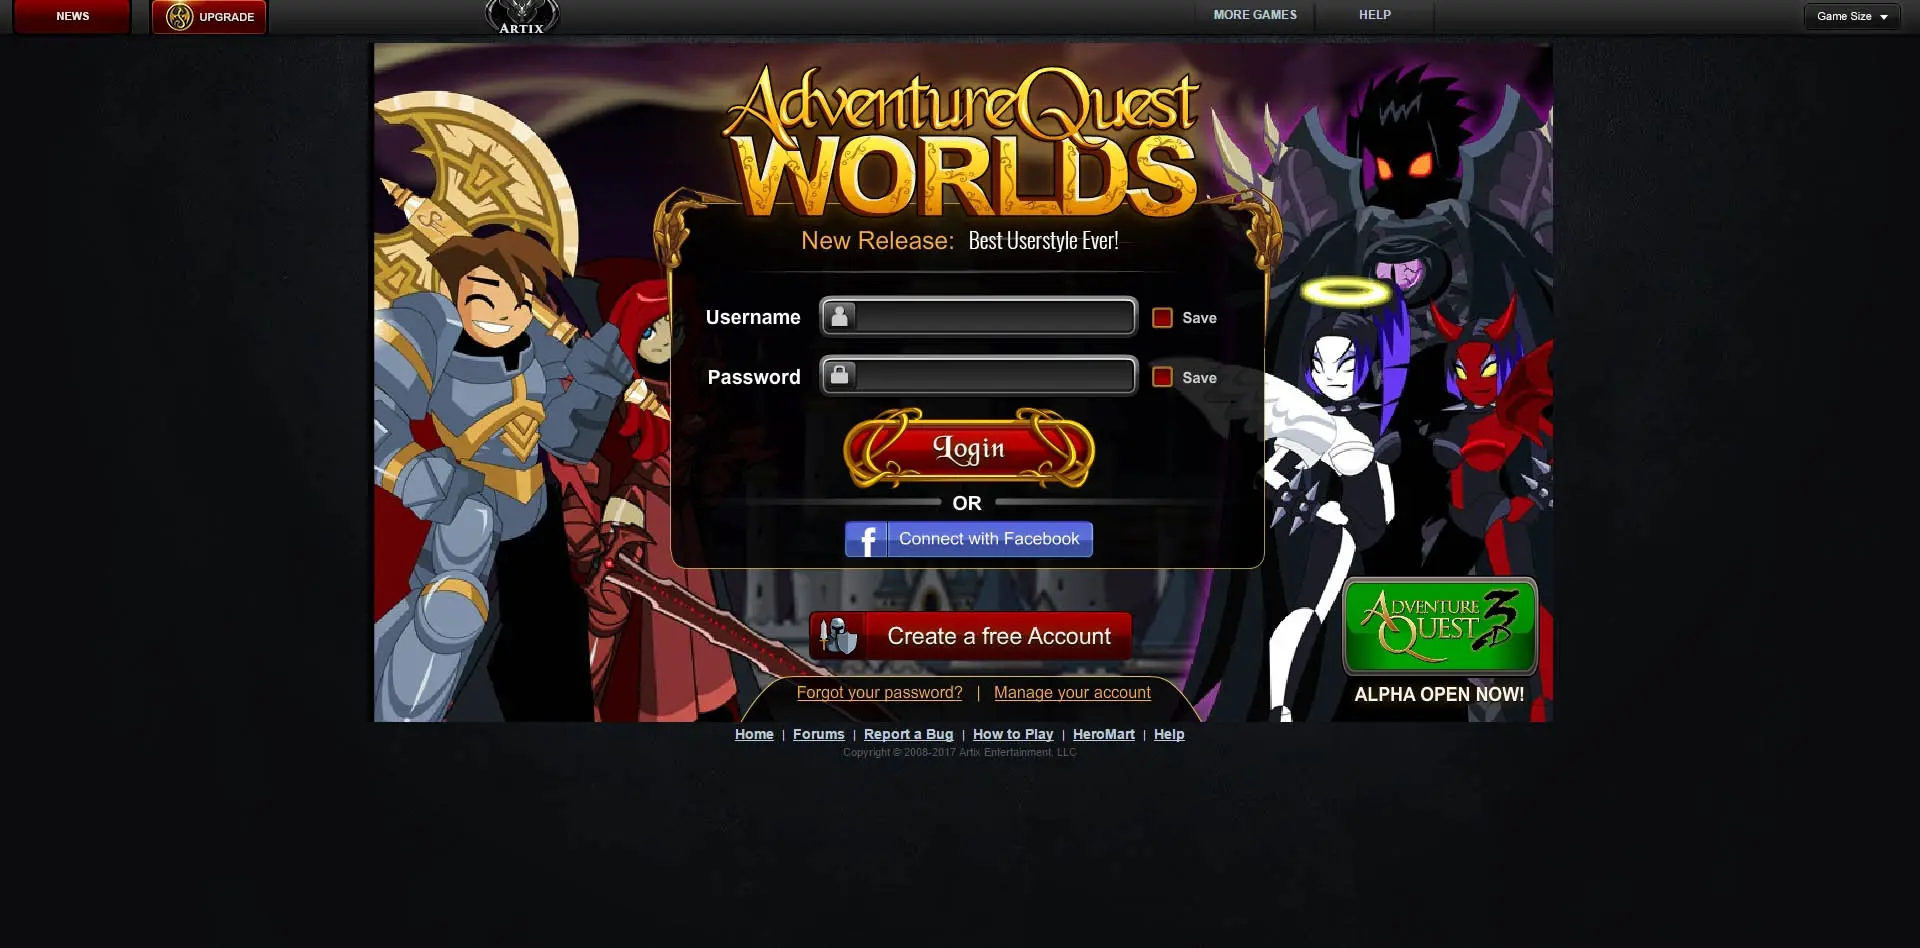 NEWS
UPGRADE
ARTIX
MORE GAMES
HELP
Game Size
AdventureQuest
WORLDS
New Release: Best Userstyle Ever!
Username
Save
Password
Save
Login
OR
f Connect with Facebook
Create a free Account
Forgot your password? | Manage your account
ADVENTURE
QUEST 3D
ALPHA OPEN NOW!
Home | Forums | Report a Bug | How to Play | HeroMart | Help
Copyright © 2008-2017 Artix Entertainment, LLC